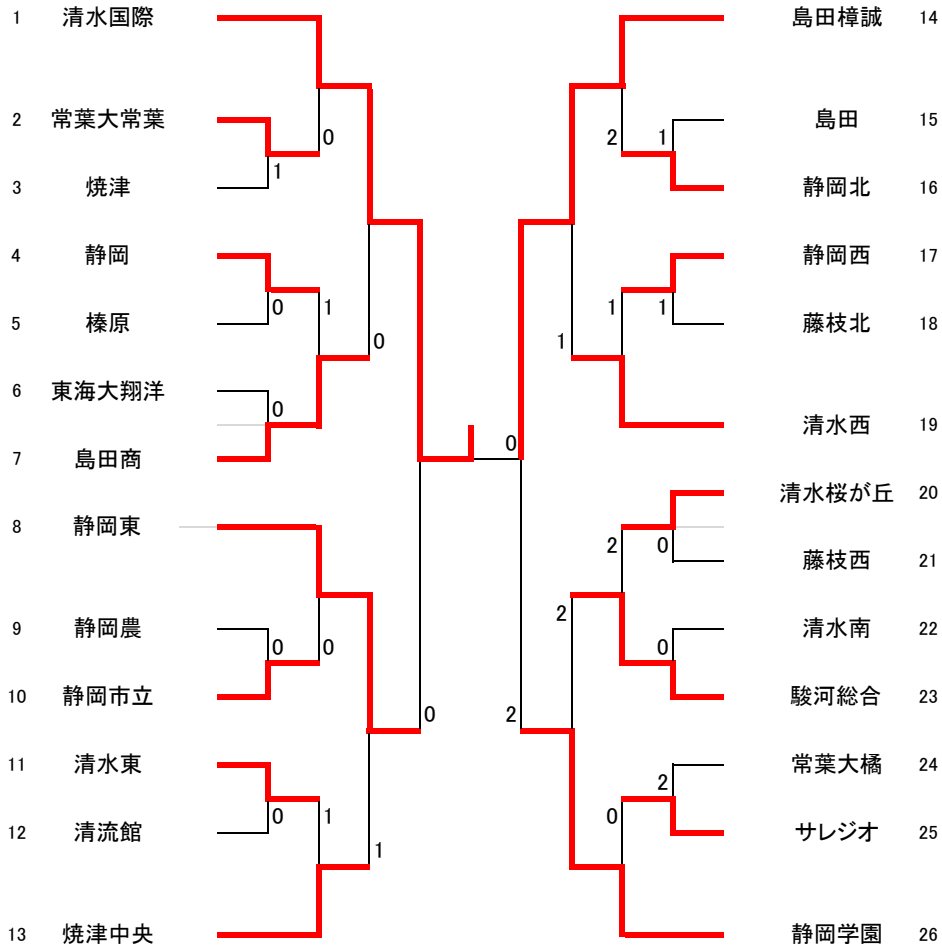 1 清水国際
2 常葉大常葉
0
1
3 焼津
4 静岡
0
1
5 榛原
0
6 東海大翔洋
0
7 島田商
8 静岡東
9 静岡農
0
0
10 静岡市立
0
11 清水東
0
1
12 清流館
1
13 焼津中央
0
島田樟誠 14
島田 15
2
1
静岡北 16
静岡西 17
1
1
藤枝北 18
1
清水西 19
清水桜が丘 20
2
0
藤枝西 21
2
清水南 22
0
駿河総合 23
2
常葉大橘 24
2
0
サレジオ 25
静岡学園 26